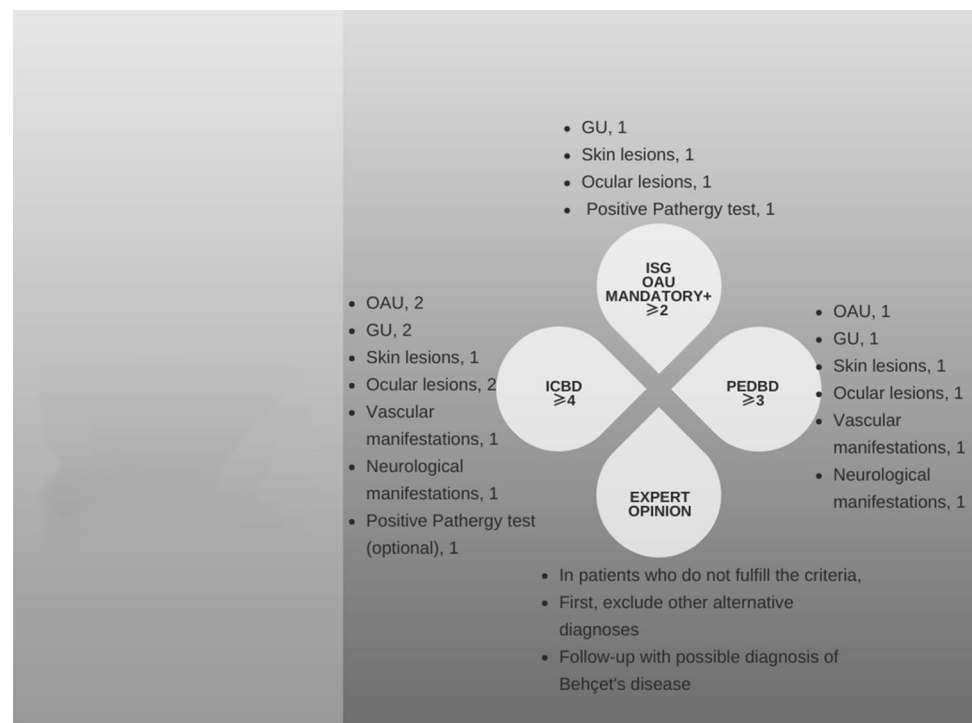 • GU, 1
• Skin lesions, 1
• Ocular lesions, 1
• Positive Pathergy test, 1
ISG
OAU
MANDATORY+
⩾2
• OAU, 2
• GU, 2
• Skin lesions, 1
• Ocular lesions, 2
• Vascular
manifestations, 1
• Neurological
manifestations, 1
• Positive Pathergy test
(optional), 1
ICBD
⩾4
PEDBD
⩾3
• OAU, 1
• GU, 1
• Skin lesions, 1
• Ocular lesions, 1
• Vascular
manifestations, 1
• Neurological
manifestations, 1
EXPERT
OPINION
• In patients who do not fulfill the criteria,
• First, exclude other alternative
diagnoses
• Follow-up with possible diagnosis of
Behçet's disease